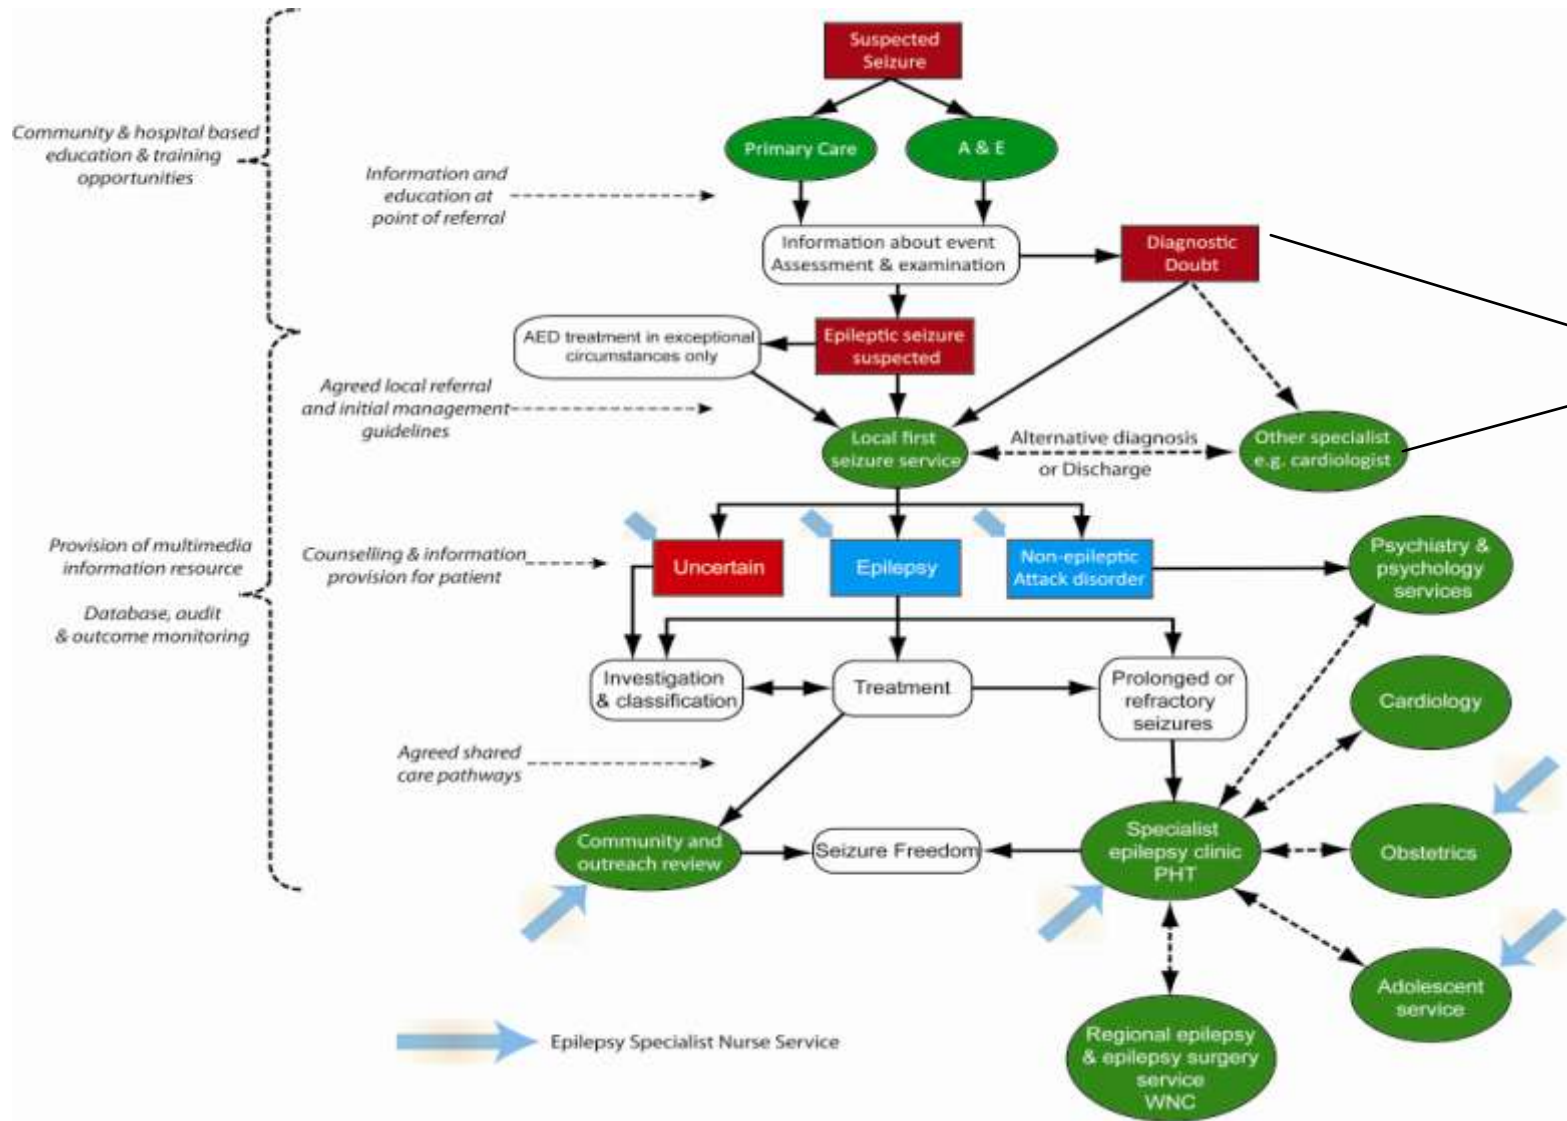 Suspected
Seizure
Community & hospital based
education & training
opportunities
Primary Care
A & E
Information and
education at
point of referral
Information about event
Assessment & examination
Diagnostic
Doubt
AED treatment in exceptional
circumstances only
Epileptic seizure
suspected
Agreed local referral
and initial management
guidelines
Local first
seizure service
Alternative diagnosis
or Discharge
Other specialist
e.g. cardiologist
Provision of multimedia
information resource
Database, audit
& outcome monitoring
Counselling & information
provision for patient
Uncertain
Epilepsy
Non-epileptic
Attack disorder
Psychiatry &
psychology
services
Investigation
& classification
Treatment
Prolonged or
refractory
seizures
Cardiology
Agreed shared
care pathways
Community and
outreach review
Seizure Freedom
Specialist
epilepsy clinic
PHT
Obstetrics
Adolescent
service
Epilepsy Specialist Nurse Service
Regional epilepsy
& epilepsy surgery
service
WNC